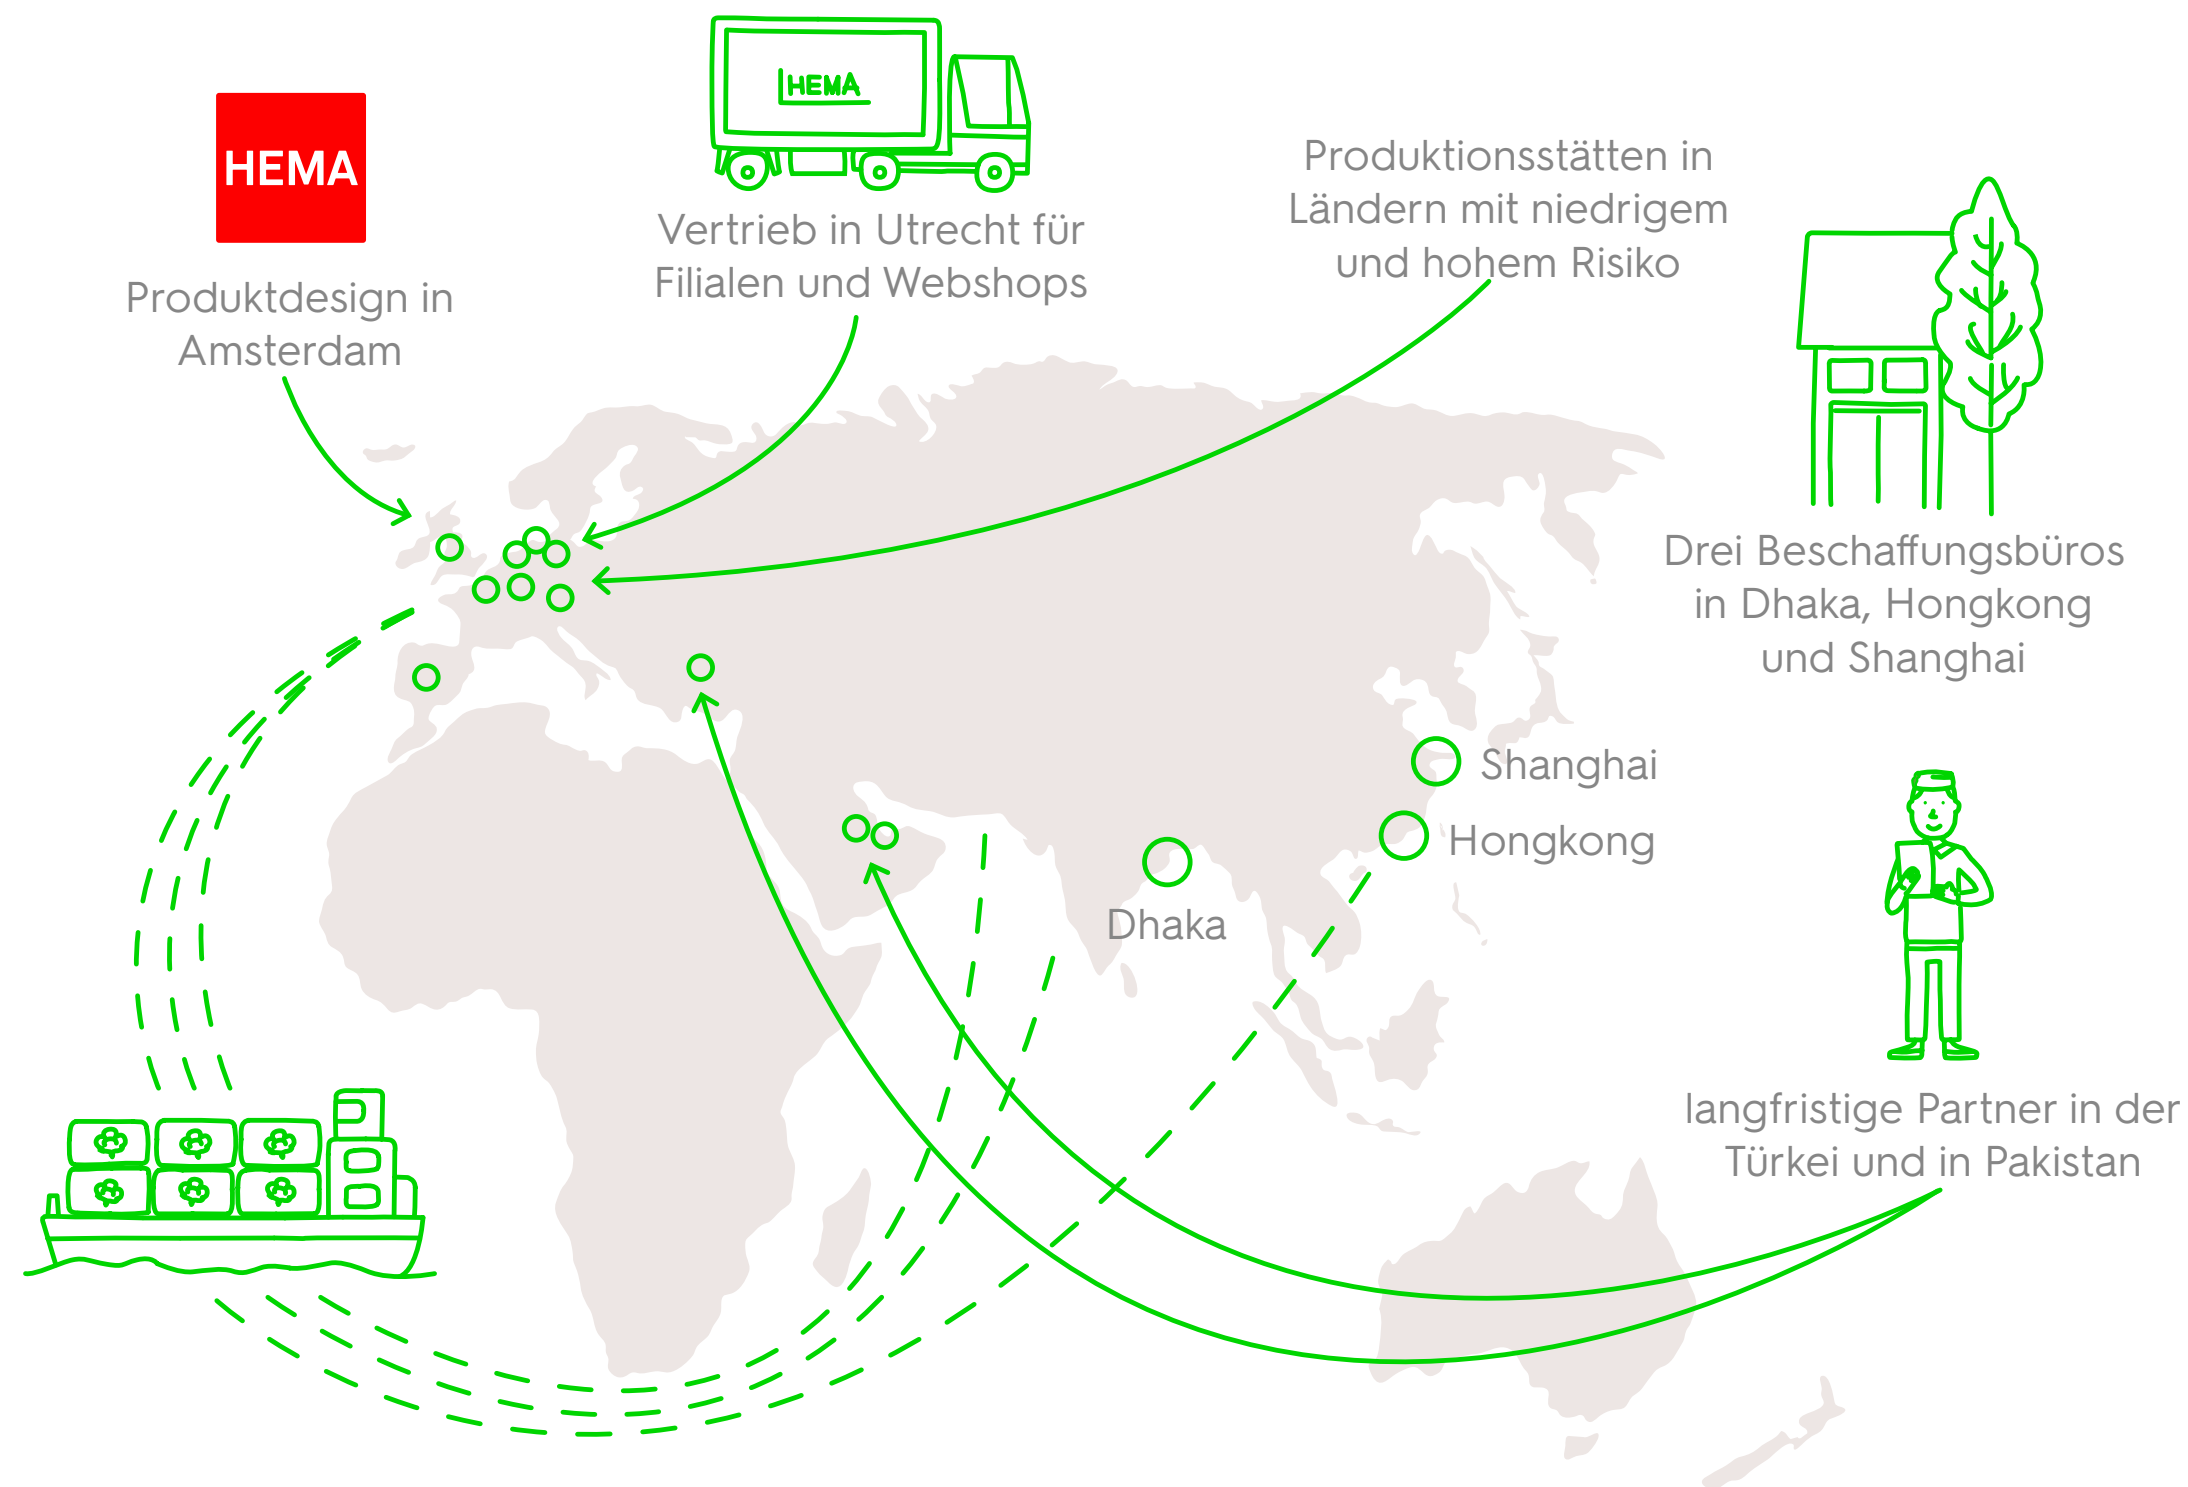 HEMA
Produktdesign in
Amsterdam
HEMA
Vertrieb in Utrecht für
Filialen und Webshops
Produktionsstätten in
Ländern mit niedrigem
und hohem Risiko
Drei Beschaffungsbüros
in Dhaka, Hongkong
und Shanghai
Shanghai
Hongkong
Dhaka
langfristige Partner in der
Türkei und in Pakistan